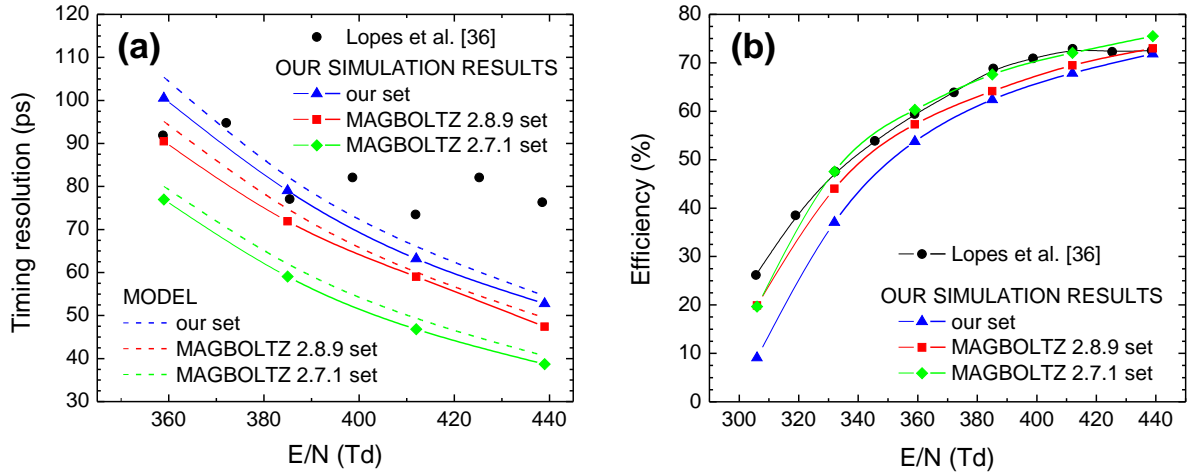 (a)
Lopes et al. [36]
OUR SIMULATION RESULTS
our set
MAGBOLTZ 2.8.9 set
MAGBOLTZ 2.7.1 set
MODEL
our set
MAGBOLTZ 2.8.9 set
MAGBOLTZ 2.7.1 set
Timing resolution (ps)
120
110
100
90
80
70
60
50
40
30
360
380
400
420
440
E/N (Td)
(b)
Lopes et al. [36]
OUR SIMULATION RESULTS
our set
MAGBOLTZ 2.8.9 set
MAGBOLTZ 2.7.1 set
Efficiency (%)
80
70
60
50
40
30
20
10
0
300
320
340
360
380
400
420
440
E/N (Td)